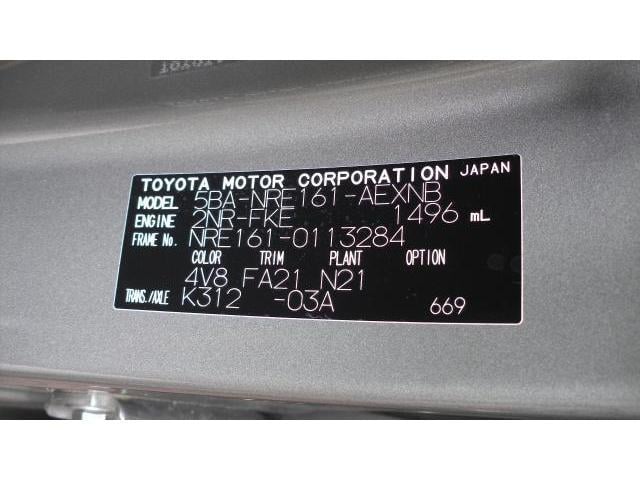 TOYOTA MOTOR CORPORATION JAPAN
MODEL 5BA-NRE161-AEXNB
ENGINE 2NR-FKE 1496 mL
FRAME No. NRE161-0113284
COLOR TRIM PLANT OPTION
4V8 FA21 N21
TRANS./AXLE K312 -03A 669